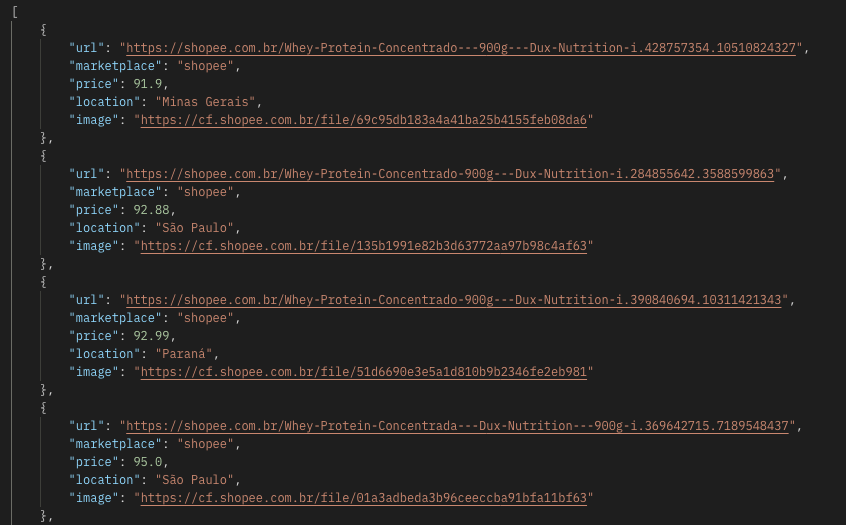 [
{
"url": "https://shopee.com.br/Whey-Protein-Concentrado---900g---Dux-Nutrition-i.428757354.10510824327",
"marketplace": "shopee",
"price": 91.9,
"location": "Minas Gerais",
"image": "https://cf.shopee.com.br/file/69c95db183a4a41ba25b4155feb08da6"
},
{
"url": "https://shopee.com.br/Whey-Protein-Concentrado-900g---Dux-Nutrition-i.284855642.3588599863",
"marketplace": "shopee",
"price": 92.88,
"location": "São Paulo",
"image": "https://cf.shopee.com.br/file/135b1991e82b3d63772aa97b98c4af63"
},
{
"url": "https://shopee.com.br/Whey-Protein-Concentrado-900g---Dux-Nutrition-i.390840694.10311421343",
"marketplace": "shopee",
"price": 92.99,
"location": "Paraná",
"image": "https://cf.shopee.com.br/file/51d6690e3e5a1d810b9b2346fe2eb981"
},
{
"url": "https://shopee.com.br/Whey-Protein-Concentrada---Dux-Nutrition---900g-i.369642715.7189548437",
"marketplace": "shopee",
"price": 95.0,
"location": "São Paulo",
"image": "https://cf.shopee.com.br/file/01a3adbeda3b96ceeccba91bfa11bf63"
},